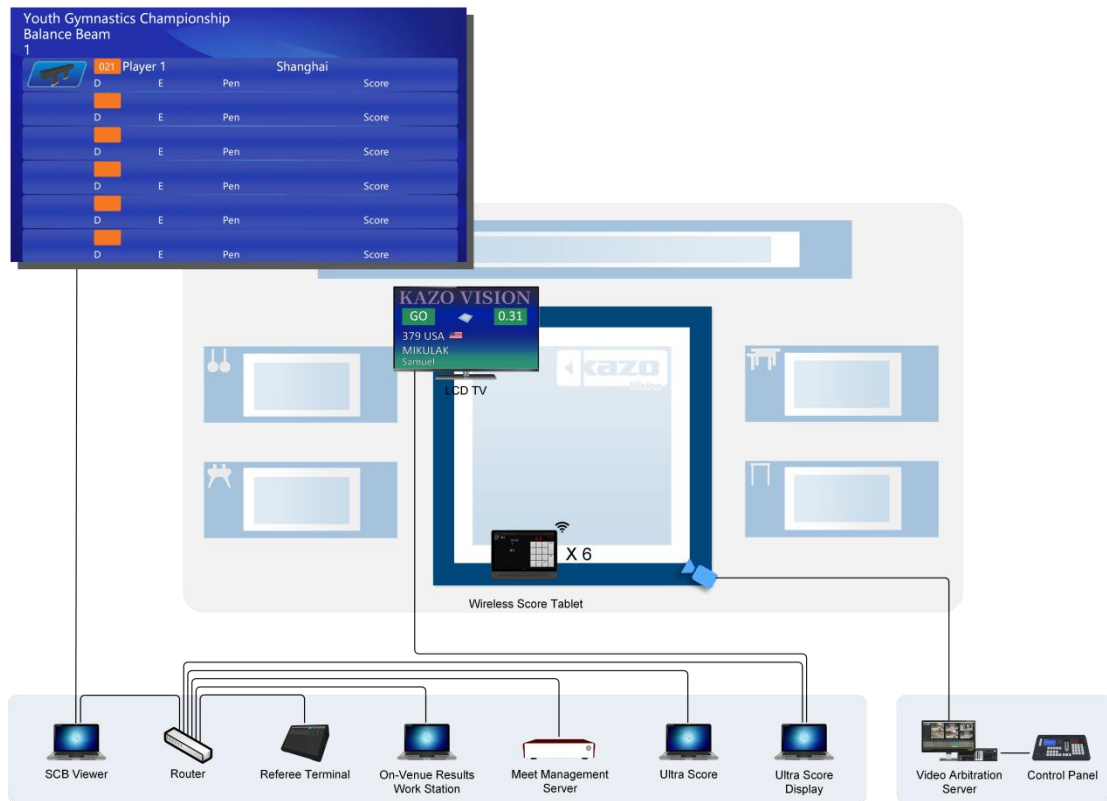 Youth Gymnastics Championship
Balance Beam
1
021 Player 1 Shanghai
D E Pen Score
D E Pen Score
D E Pen Score
D E Pen Score
D E Pen Score
D E Pen Score
KAZO VISION
GO 0.31
379 USA
MIKULAK
Samuel
LCD TV
kazo
Vision
X 6
Wireless Score Tablet
SCB Viewer
Router
Referee Terminal
On-Venue Results
Work Station
Meet Management
Server
Ultra Score
Ultra Score
Display
Video Arbitration
Server
Control Panel